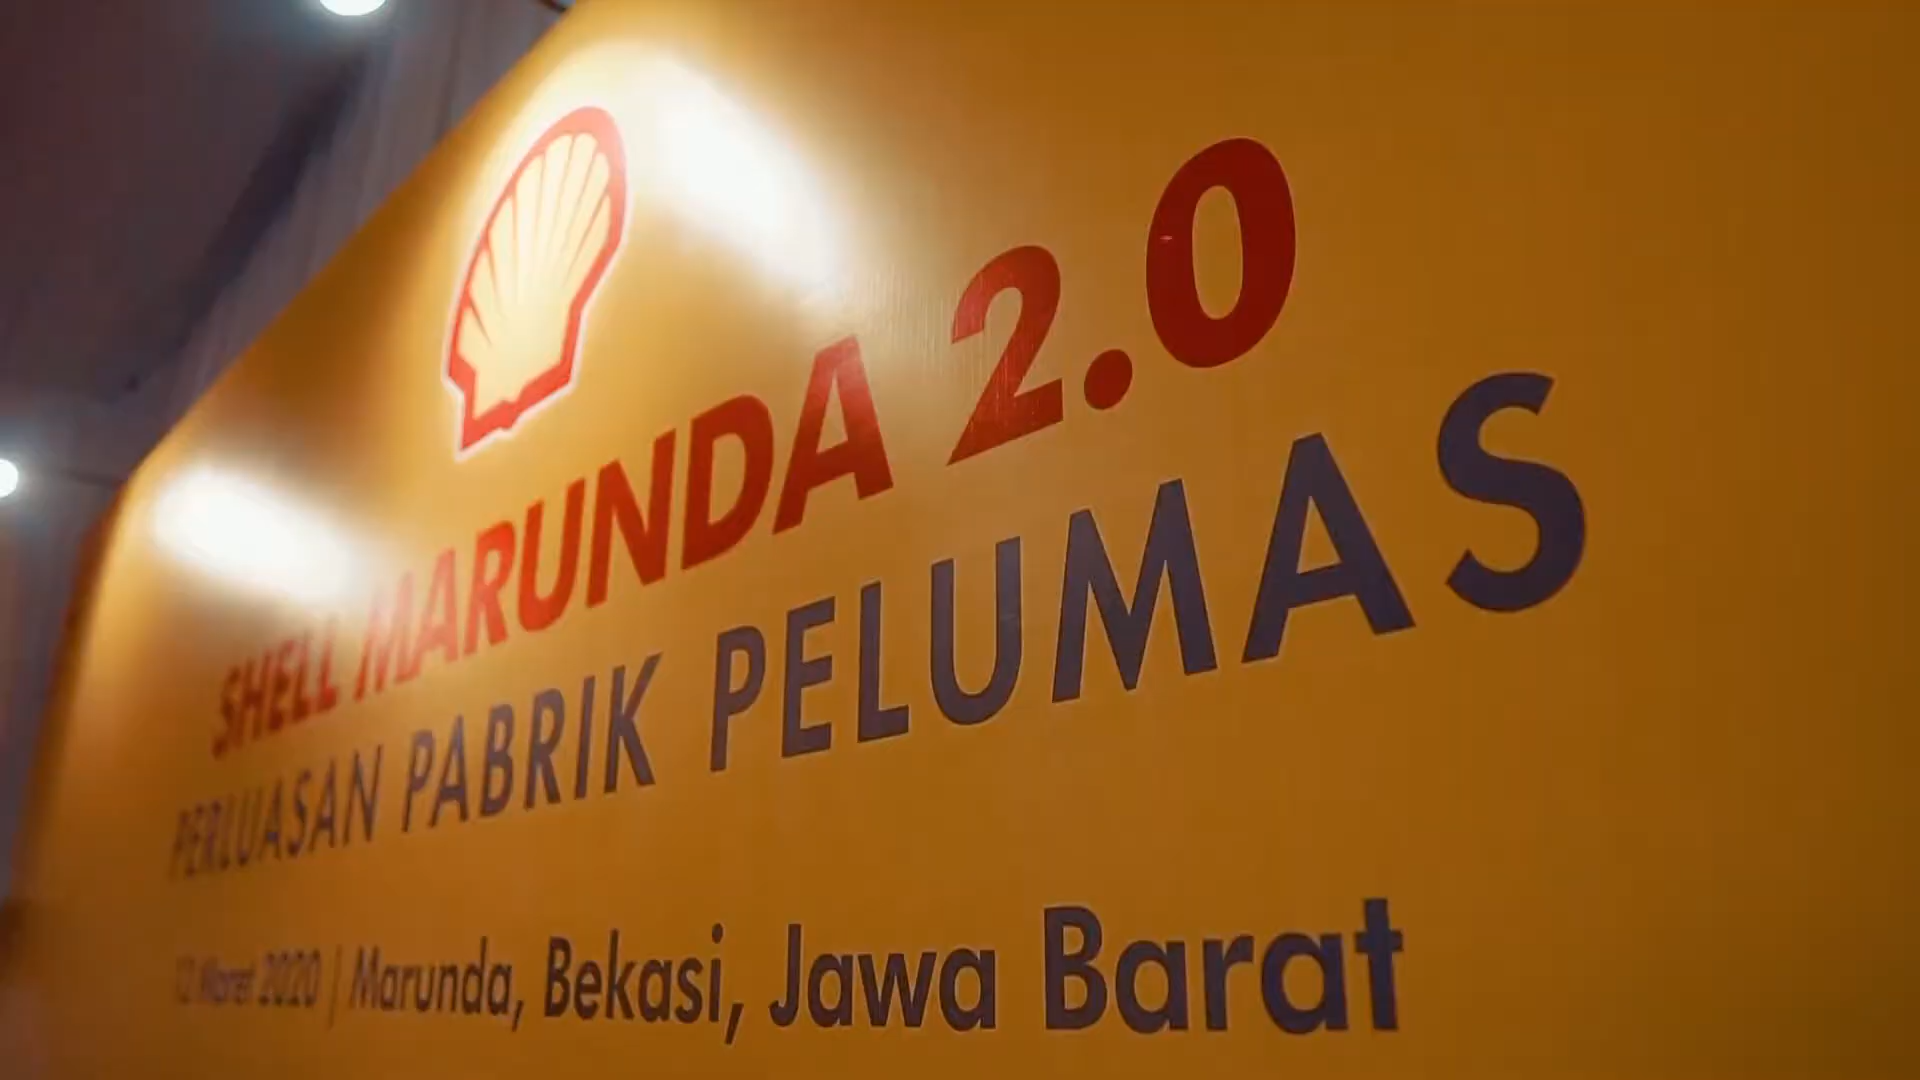 SHELL MARUNDA 2.0
PERLUASAN PABRIK PELUMAS
12 Maret 2020 | Marunda, Bekasi, Jawa Barat